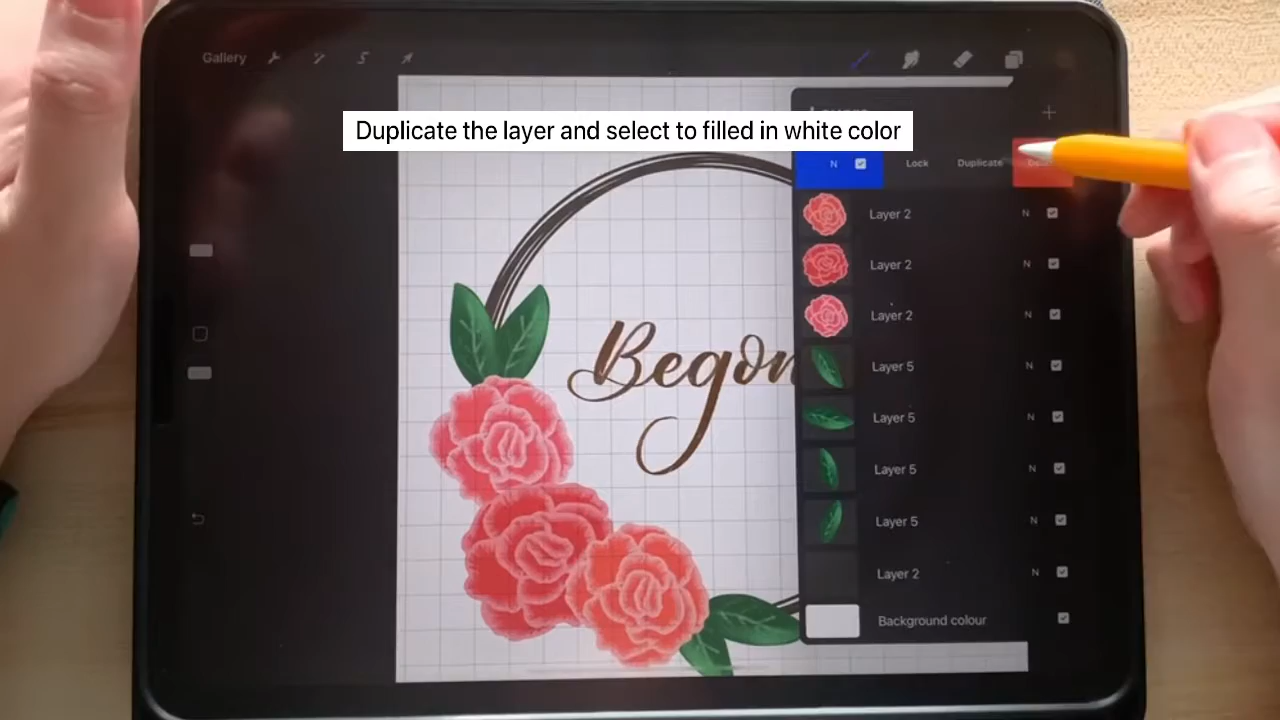 Gallery
Duplicate the layer and select to filled in white color
N Lock Duplicate
Layer 2 N
Layer 2 N
Layer 2 N
Layer 5 N
Layer 5 N
Layer 5 N
Layer 5 N
Layer 2 N
Background colour